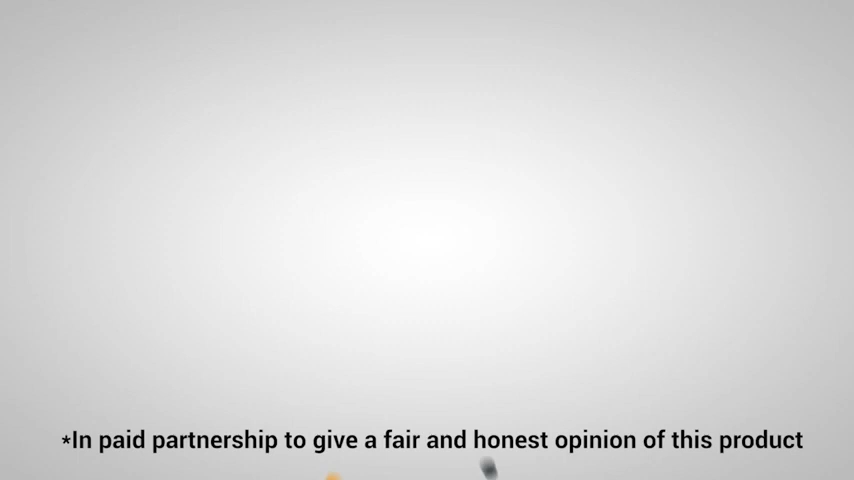 *In paid partnership to give a fair and honest opinion of this product